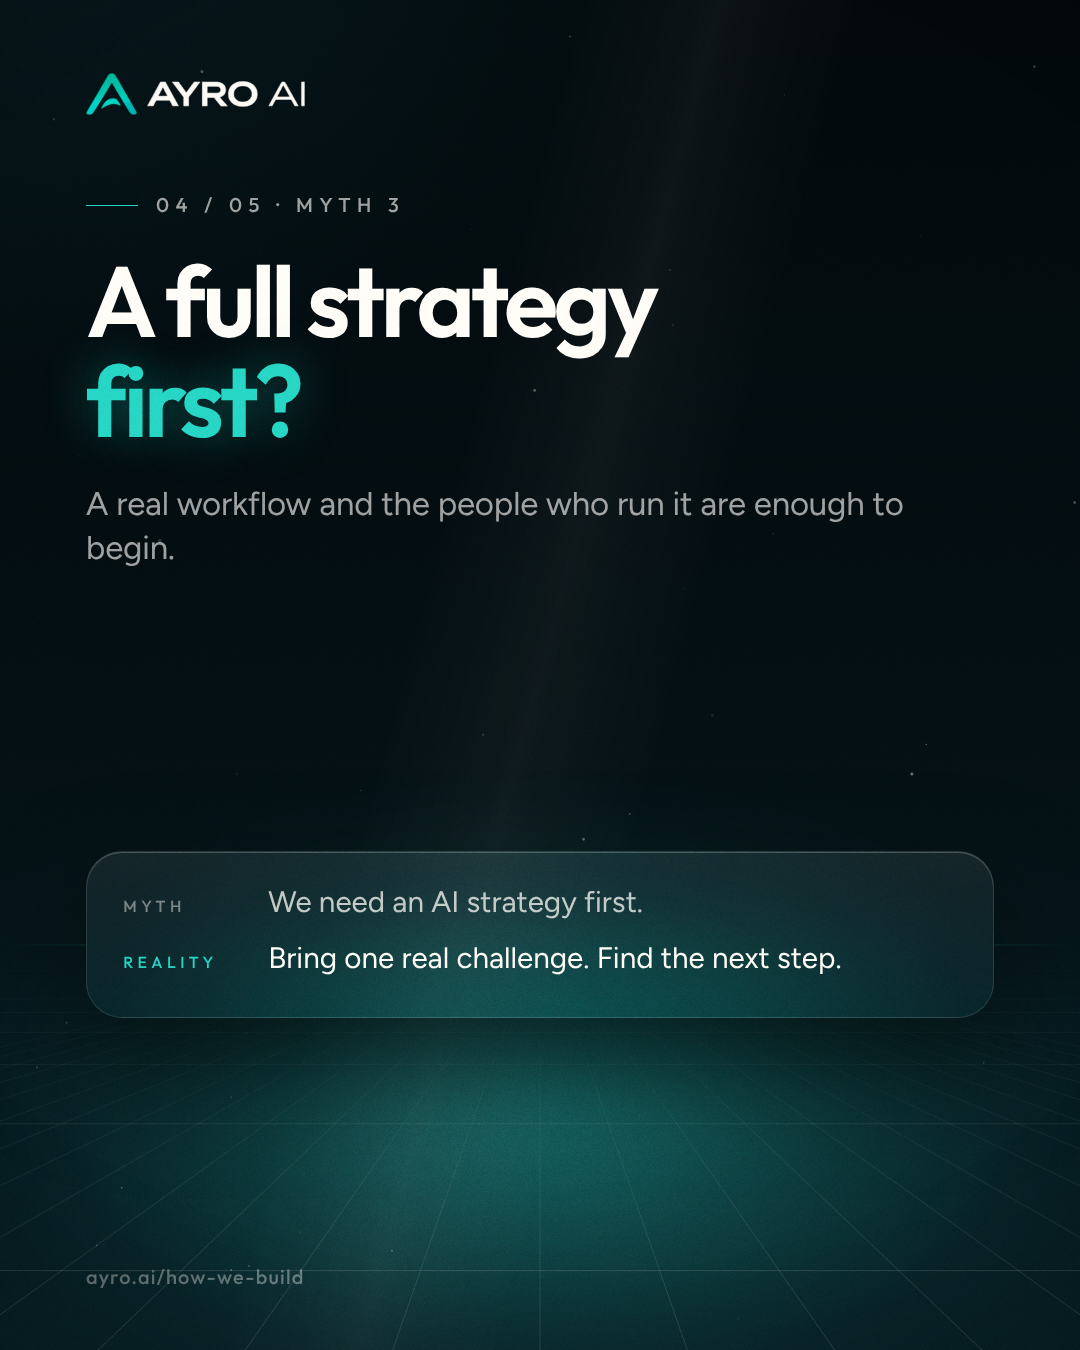 AYRO AI
04 / 05 · MYTH 3
A full strategy
first?
A real workflow and the people who run it are enough to
begin.
MYTH We need an AI strategy first.
REALITY Bring one real challenge. Find the next step.
ayro.ai/how-we-build